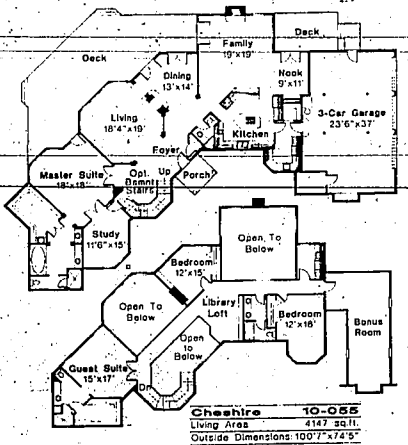 Family
19'x19'
Deck
Deck
Dining
13'x14'
Nook
9'x11'
Living
18'4"x19'
3-Car Garage
23'6"x37'
Kitchen
Foyer
Master Suite
18'x18'
Opt.
Bsmnt
Stairs
Up
Porch
Study
11'6"x15'
Open To
Below
Bedroom
12'x15'
Open To
Below
Library
Loft
Bedroom
12'x16'
Bonus
Room
Open
to
Below
Guest Suite
15'x17'
Dn
Cheshire 10-055
Living Area 4147 sq.ft.
Outside Dimensions: 100'7"x74'5"